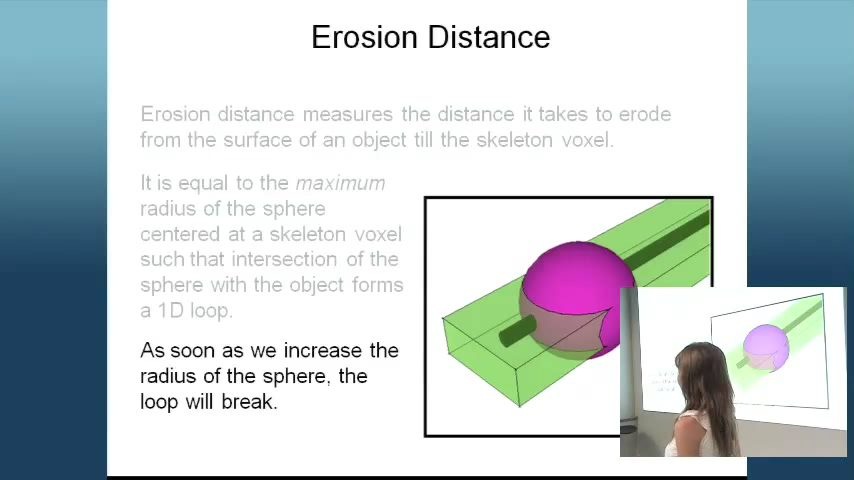 Erosion Distance
Erosion distance measures the distance it takes to erode
from the surface of an object till the skeleton voxel.
It is equal to the maximum
radius of the sphere
centered at a skeleton voxel
such that intersection of the
sphere with the object forms
a 1D loop.
As soon as we increase the
radius of the sphere, the
loop will break.